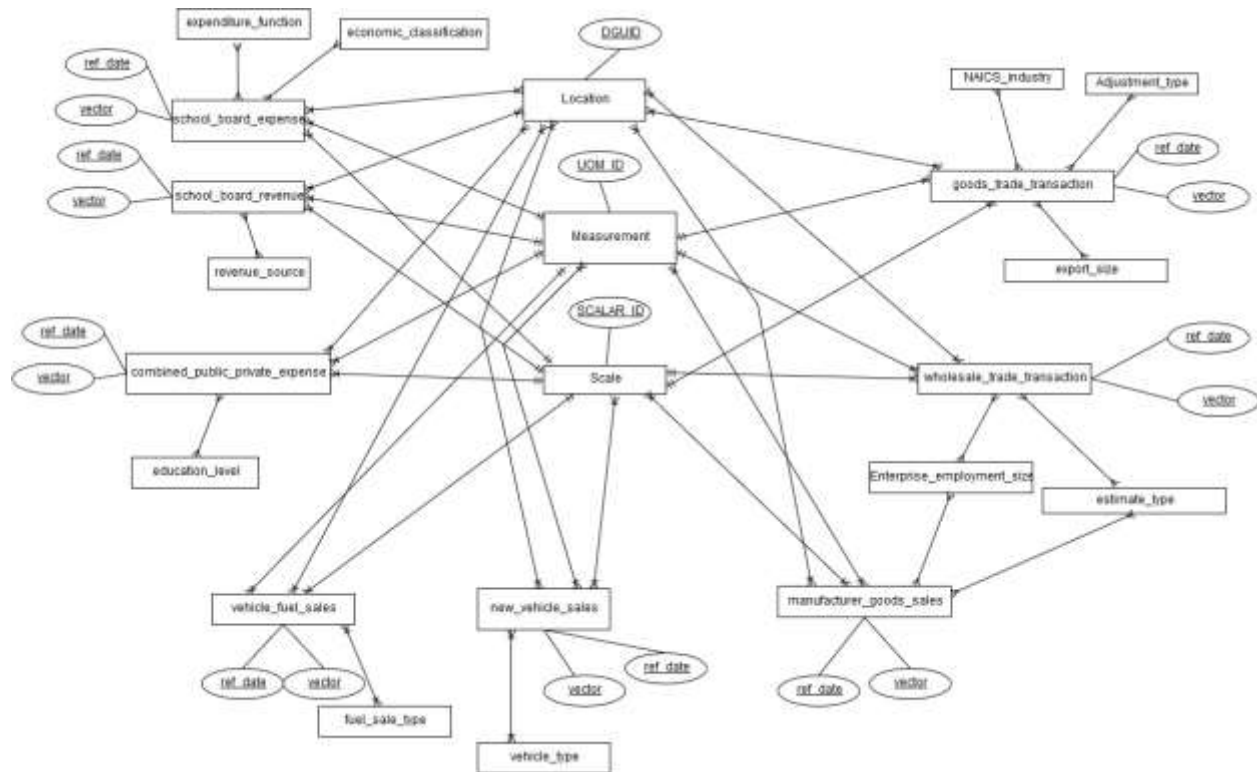 expenditure_function
economic_classification
DGUID
ref_date
NAICS_industry
Adjustment_type
Location
vector
school_board_expense
ref_date
ref_date
UOM_ID
goods_trade_transaction
vector
vector
school_board_revenue
Measurement
revenue_source
export_size
SCALAR_ID
ref_date
ref_date
combined_public_private_expense
vector
Scale
wholesale_trade_transaction
vector
education_level
Enterprise_employment_size
estimate_type
vehicle_fuel_sales
new_vehicle_sales
manufacturer_goods_sales
ref_date
vector
vector
ref_date
ref_date
vector
fuel_sale_type
vehicle_type